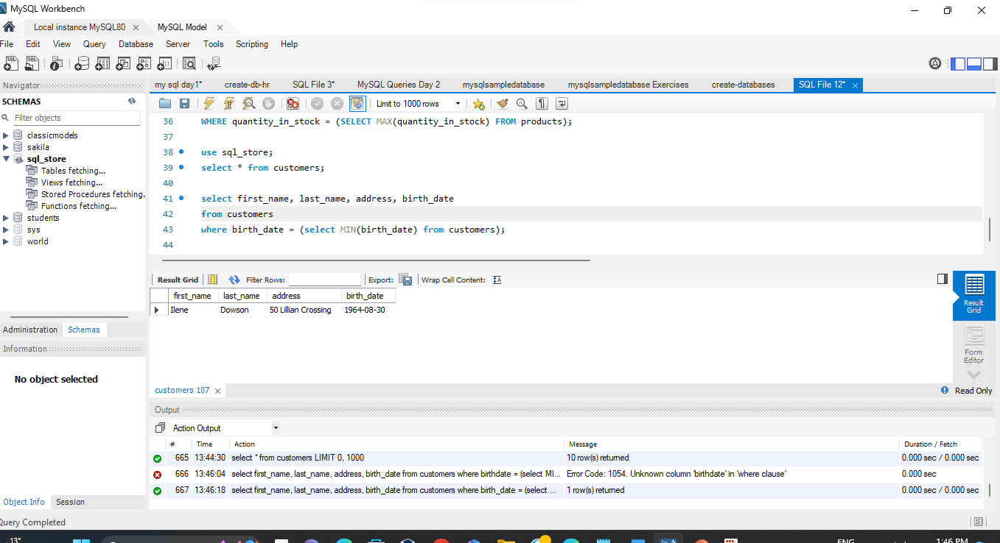 MySQL Workbench
Local instance MySQL80 × MySQL Model ×
File Edit View Query Database Server Tools Scripting Help
Navigator
my sql day1* create-db-hr SQL File 3* MySQL Queries Day 2 mysqlsampledatabase mysqlsampedatabase Exercises create-databases SQL File 12* ×
SCHEMAS
Filter objects
classicmodels
sakila
sql_store
Tables fetching...
Views fetching...
Stored Procedures fetching.
Functions fetching...
students
sys
world
Limit to 1000 rows
36 WHERE quantity_in_stock = (SELECT MAX(quantity_in_stock) FROM products);
37
38 use sql_store;
39 select * from customers;
40
41 select first_name, last_name, address, birth_date
42 from customers
43 where birth_date = (select MIN(birth_date) from customers);
44
Result Grid Filter Rows: Export: Wrap Cell Content:
first_name last_name address birth_date
Ilene Dowson 50 Lillian Crossing 1964-08-30
Result
Grid
Form
Editor
Administration Schemas
Information
No object selected
customers 107 × Read Only
Output
Action Output
# Time Action Message Duration / Fetch
665 13:44:30 select * from customers LIMIT 0, 1000 10 row(s) returned 0.000 sec / 0.000 sec
666 13:46:04 select first_name, last_name, address, birth_date from customers where birthdate = (select MI... Error Code: 1054. Unknown column 'birthdate' in 'where clause' 0.000 sec
667 13:46:18 select first_name, last_name, address, birth_date from customers where birth_date = (select ... 1 row(s) returned 0.000 sec / 0.000 sec
Object Info Session
Query Completed
13°
ENG 1:46 PM